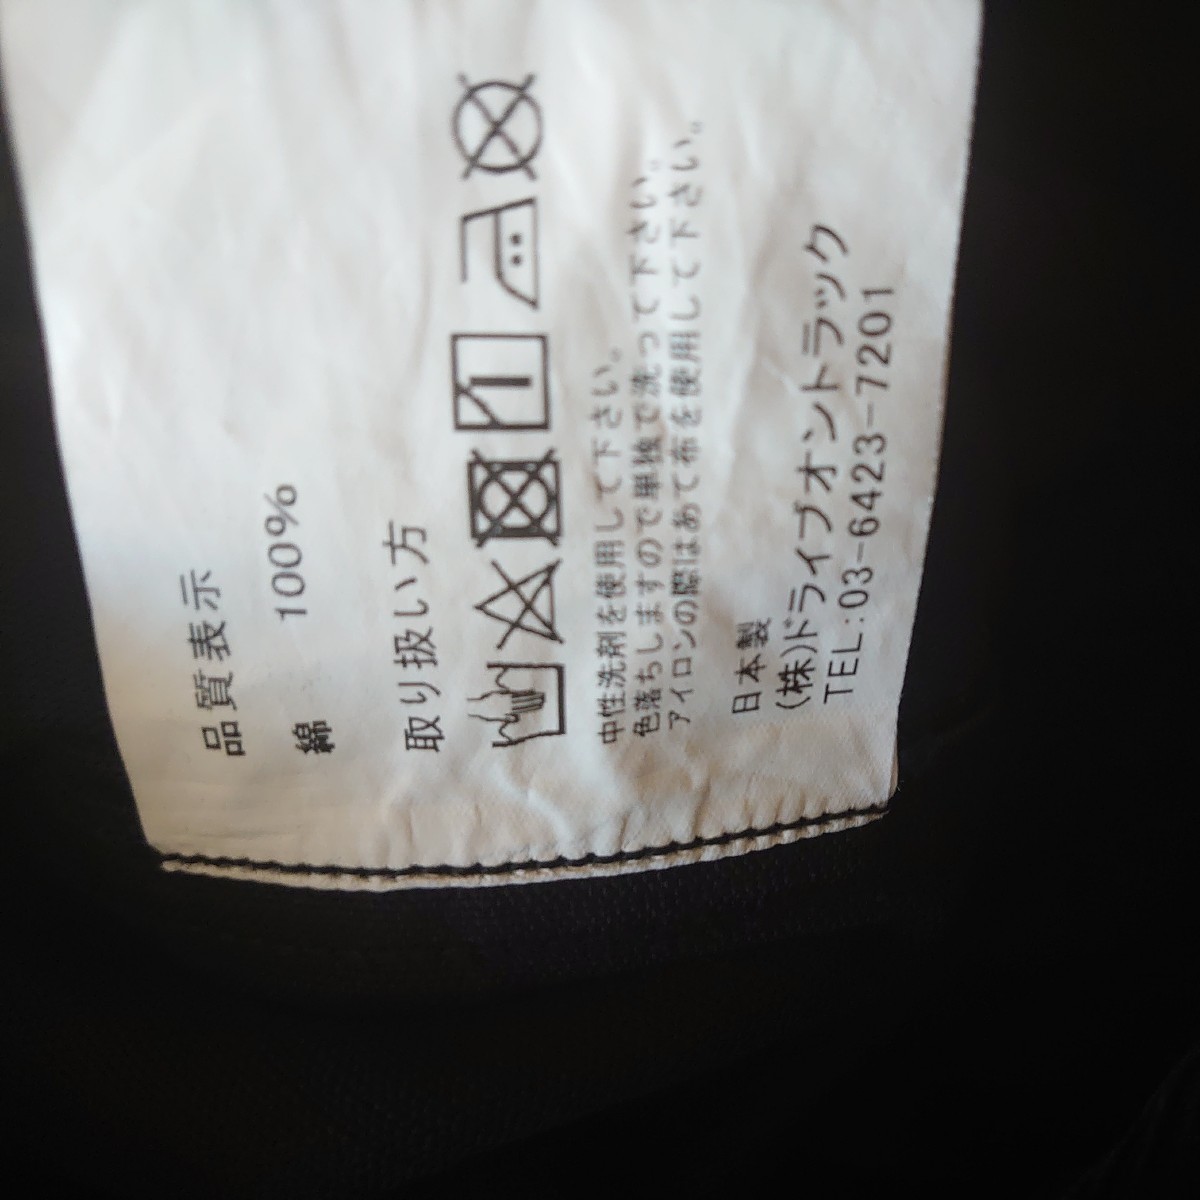 品質表示
綿 100%
取り扱い方
中性洗剤を使用して下さい。
色落ちしますので単独で洗って下さい。
アイロンの際はあて布を使用して下さい。
日本製
(株)ドライブオントラック
TEL:03-6423-7201